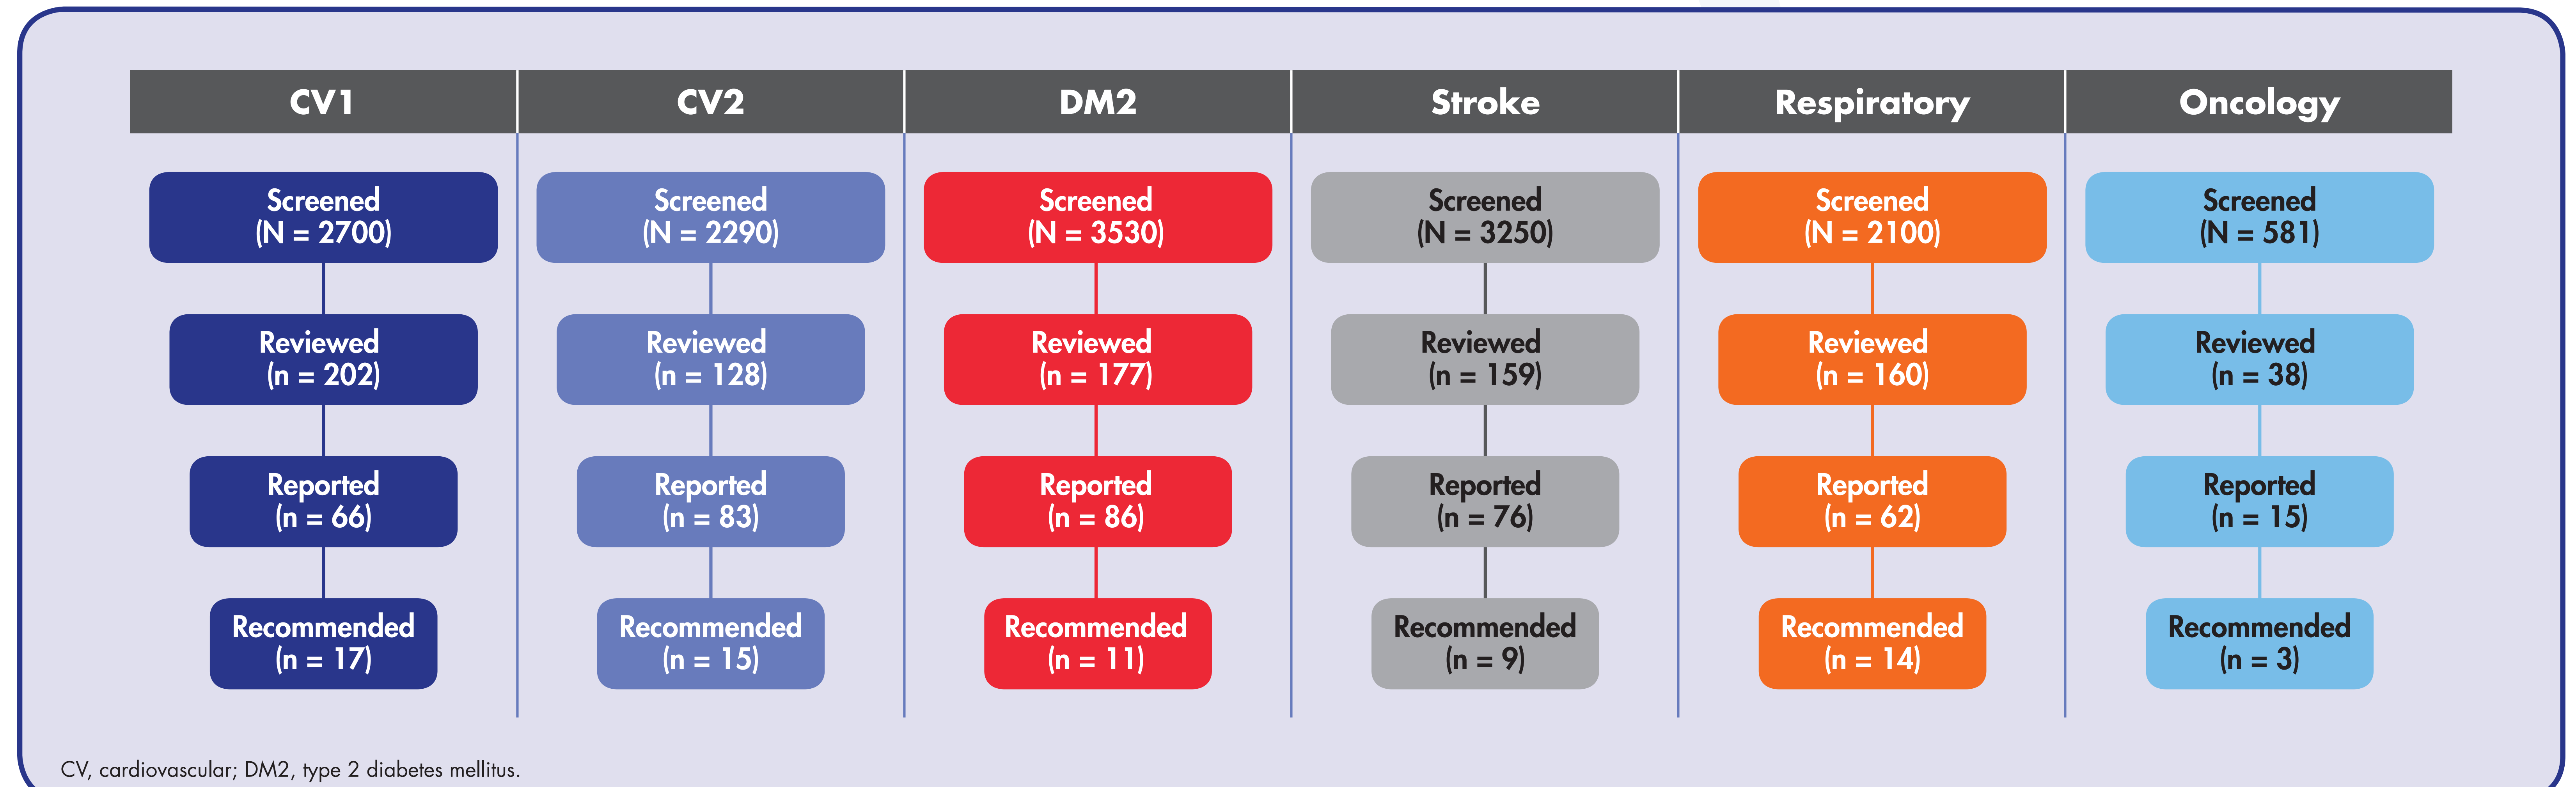 CV1
CV2
DM2
Stroke
Respiratory
Oncology
Screened
(N = 2700)
Screened
(N = 2290)
Screened
(N = 3530)
Screened
(N = 3250)
Screened
(N = 2100)
Screened
(N = 581)
Reviewed
(n = 202)
Reviewed
(n = 128)
Reviewed
(n = 177)
Reviewed
(n = 159)
Reviewed
(n = 160)
Reviewed
(n = 38)
Reported
(n = 66)
Reported
(n = 83)
Reported
(n = 86)
Reported
(n = 76)
Reported
(n = 62)
Reported
(n = 15)
Recommended
(n = 17)
Recommended
(n = 15)
Recommended
(n = 11)
Recommended
(n = 9)
Recommended
(n = 14)
Recommended
(n = 3)
CV, cardiovascular; DM2, type 2 diabetes mellitus.